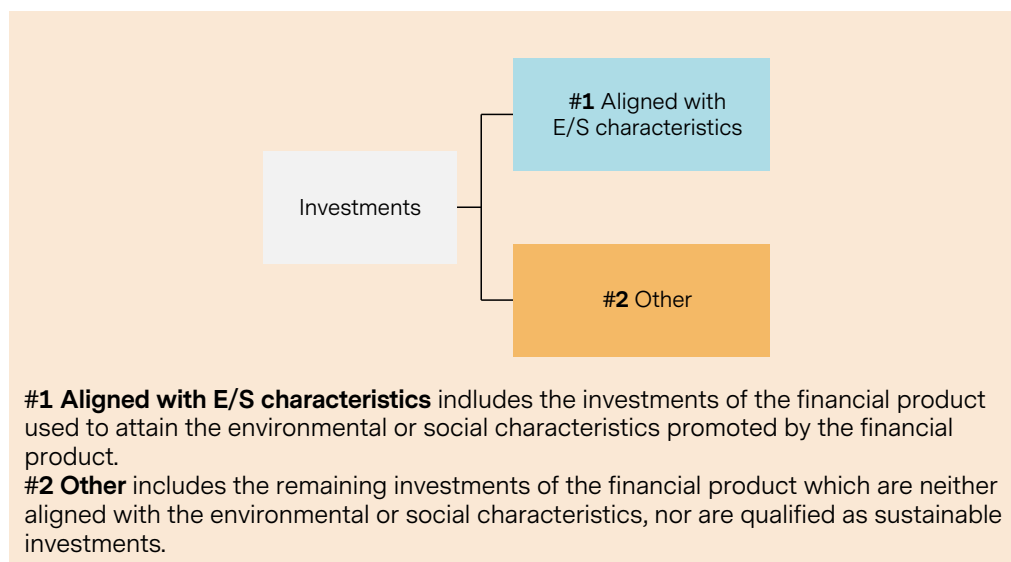 #1 Aligned with
E/S characteristics
Investments
#2 Other
#1 Aligned with E/S characteristics indludes the investments of the financial product
used to attain the environmental or social characteristics promoted by the financial
product.
#2 Other includes the remaining investments of the financial product which are neither
aligned with the environmental or social characteristics, nor are qualified as sustainable
investments.